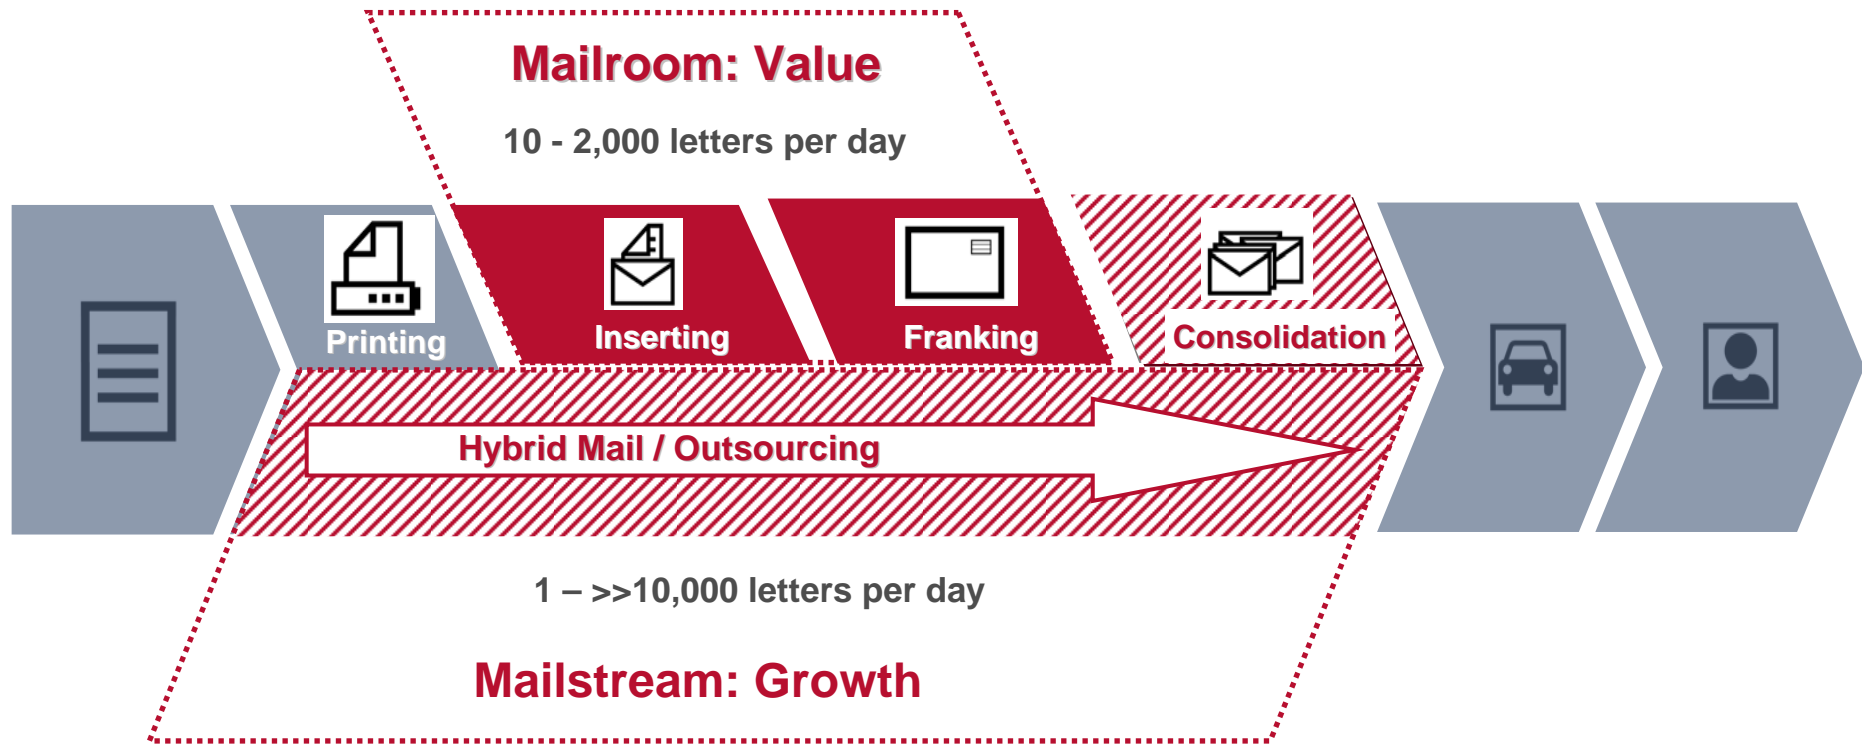 Mailroom: Value
10 - 2,000 letters per day
Printing
Inserting
Franking
Consolidation
Hybrid Mail / Outsourcing
1 – >>10,000 letters per day
Mailstream: Growth